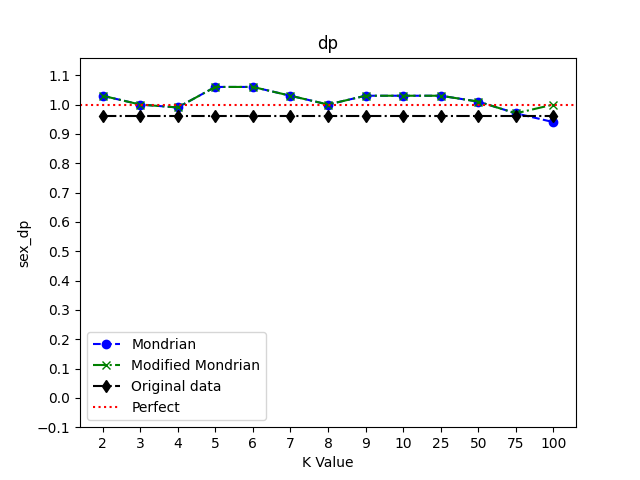 dp
1.1
1.0
0.9
0.8
0.7
0.6
0.5
0.4
0.3
0.2
0.1
0.0
−0.1
sex_dp
Mondrian
Modified Mondrian
Original data
Perfect
2 3 4 5 6 7 8 9 10 25 50 75 100
K Value